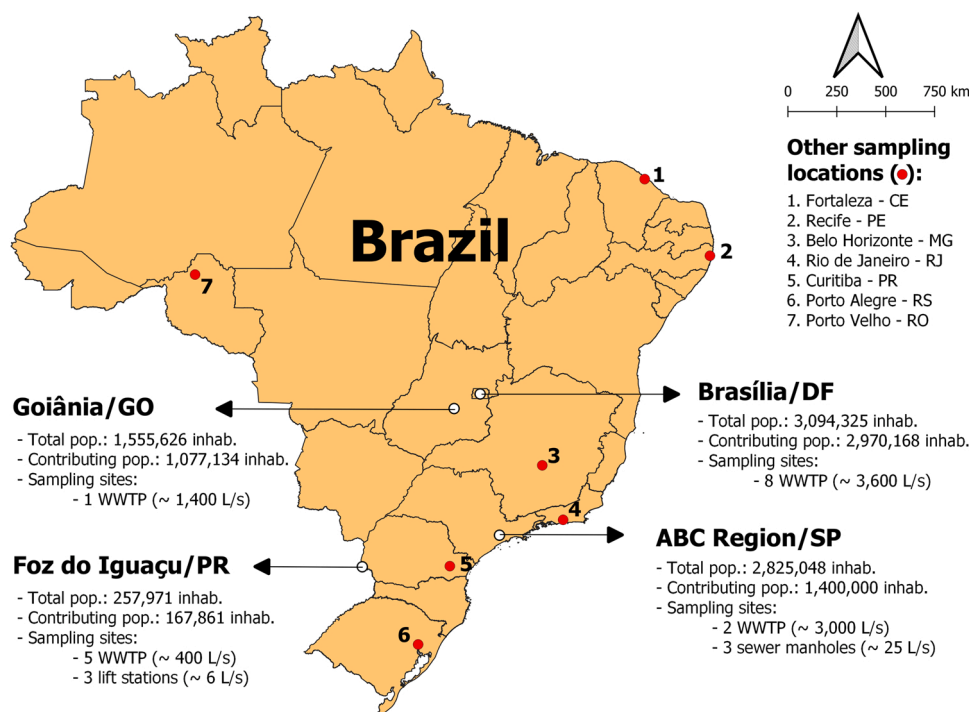 0 250 500 750 km
Other sampling
locations (●):
1. Fortaleza - CE
2. Recife - PE
3. Belo Horizonte - MG
4. Rio de Janeiro - RJ
5. Curitiba - PR
6. Porto Alegre - RS
7. Porto Velho - RO
1
Brazil
2
7
Goiânia/GO
- Total pop.: 1,555,626 inhab.
- Contributing pop.: 1,077,134 inhab.
- Sampling sites:
- 1 WWTP (~ 1,400 L/s)
Brasília/DF
- Total pop.: 3,094,325 inhab.
- Contributing pop.: 2,970,168 inhab.
- Sampling sites:
- 8 WWTP (~ 3,600 L/s)
3
4
Foz do Iguaçu/PR
- Total pop.: 257,971 inhab.
- Contributing pop.: 167,861 inhab.
- Sampling sites:
- 5 WWTP (~ 400 L/s)
- 3 lift stations (~ 6 L/s)
5
6
ABC Region/SP
- Total pop.: 2,825,048 inhab.
- Contributing pop.: 1,400,000 inhab.
- Sampling sites:
- 2 WWTP (~ 3,000 L/s)
- 3 sewer manholes (~ 25 L/s)